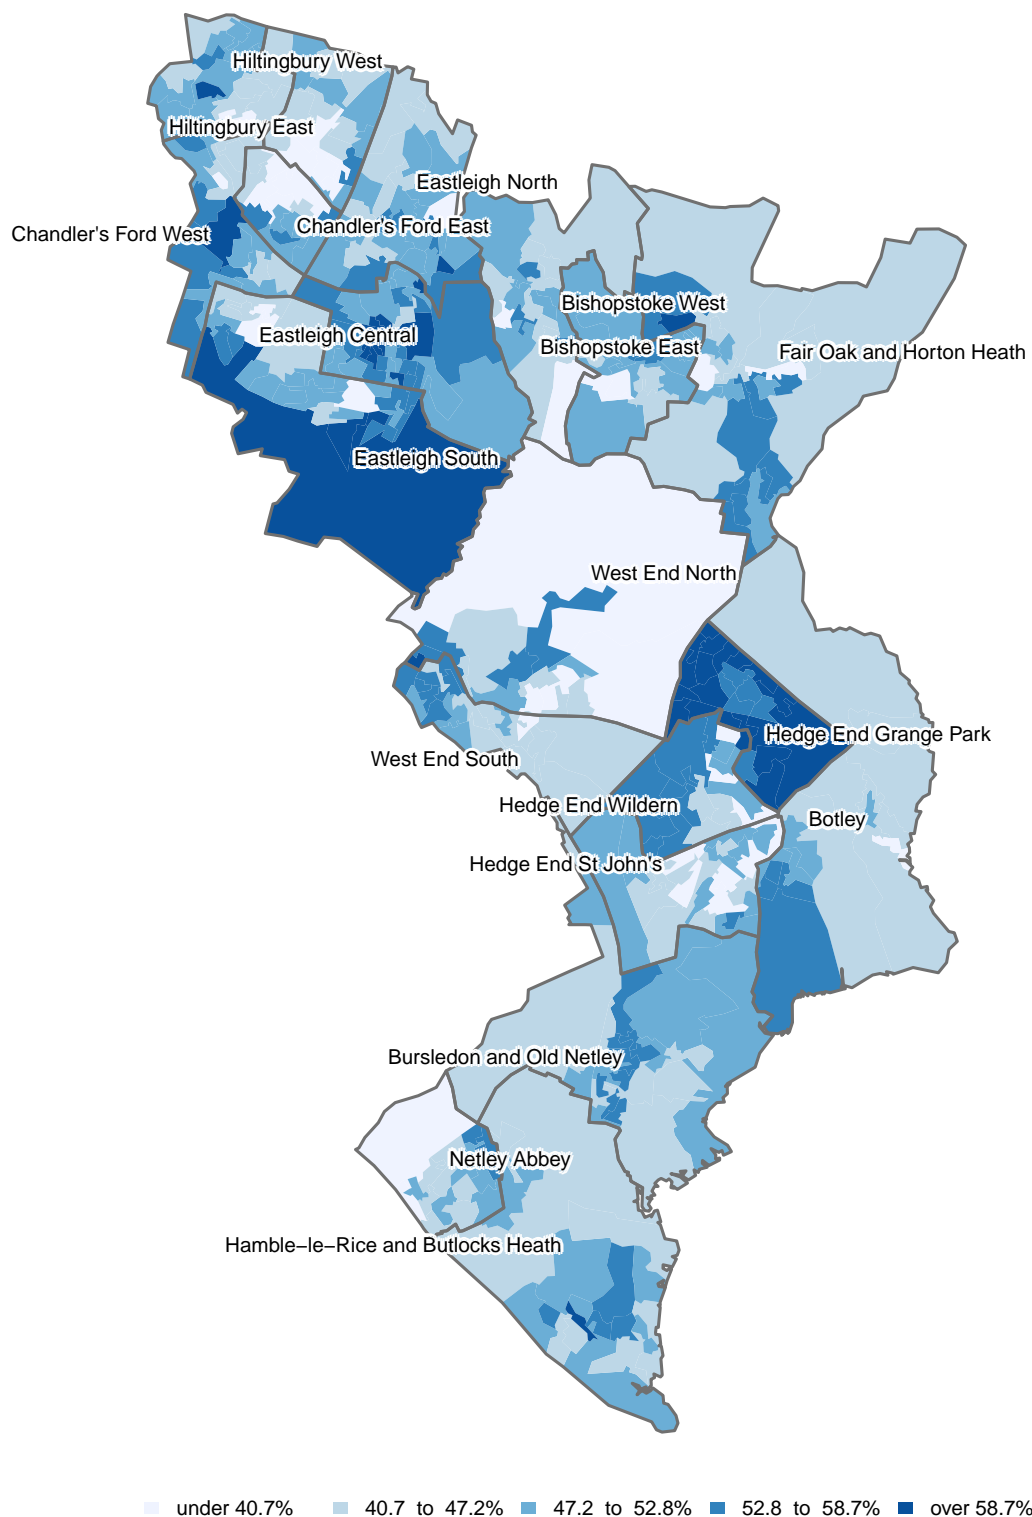 Hiltingbury West
Hiltingbury East
Eastleigh North
Chandler's Ford East
Chandler's Ford West
Bishopstoke West
Eastleigh Central
Bishopstoke East
Fair Oak and Horton Heath
Eastleigh South
West End North
Hedge End Grange Park
West End South
Hedge End Wildern
Botley
Hedge End St John's
Bursledon and Old Netley
Netley Abbey
Hamble−le−Rice and Butlocks Heath
under 40.7% 40.7 to 47.2% 47.2 to 52.8% 52.8 to 58.7% over 58.7%